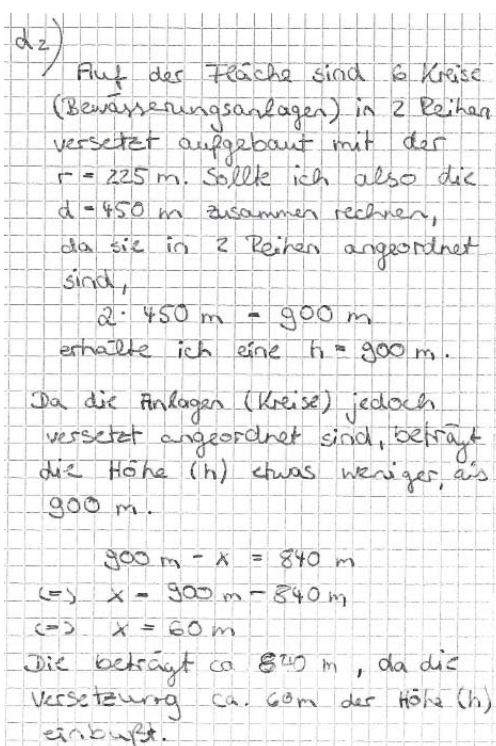 d2)
Auf der Fläche sind 6 Kreise
(Bewässerungsanlagen) in 2 Reihen
versetzt aufgebaut mit der
r = 225 m. Sollte ich also die
d = 450 m zusammen rechnen,
da sie in 2 Reihen angeordnet
sind,
2 · 450 m = 900 m
erhalte ich eine h = 900 m.
Da die Anlagen (Kreise) jedoch
versetzt angeordnet sind, beträgt
die Höhe (h) etwas weniger, als
900 m.
900 m - x = 840 m
<=> x = 900 m - 840 m
<=> x = 60 m
Die beträgt ca 840 m, da die
Versetzung ca. 60m der Höhe (h)
einbußt.